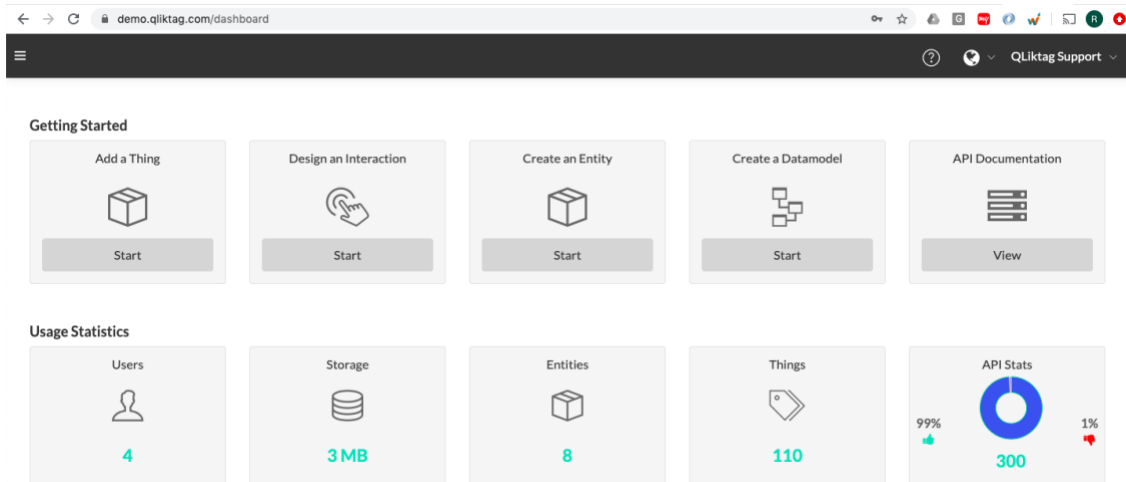 demo.qliktag.com/dashboard
G
R
QLiktag Support
Getting Started
Add a Thing
Design an Interaction
Create an Entity
Create a Datamodel
API Documentation
Start
Start
Start
Start
View
Usage Statistics
Users
Storage
Entities
Things
API Stats
99%
1%
4
3 MB
8
110
300